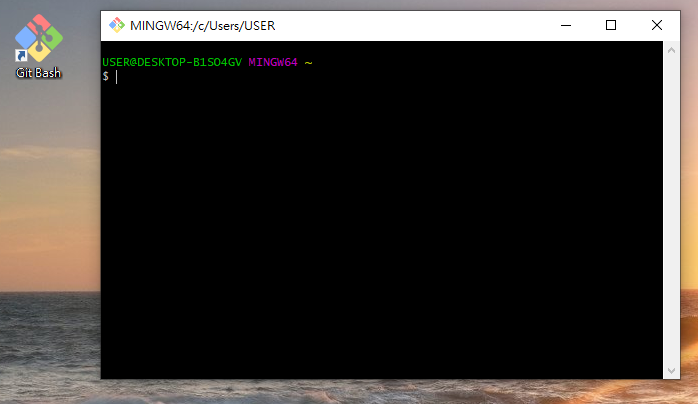 Git Bash
MINGW64:/c/Users/USER
USER@DESKTOP-B1SO4GV MINGW64 ~
$